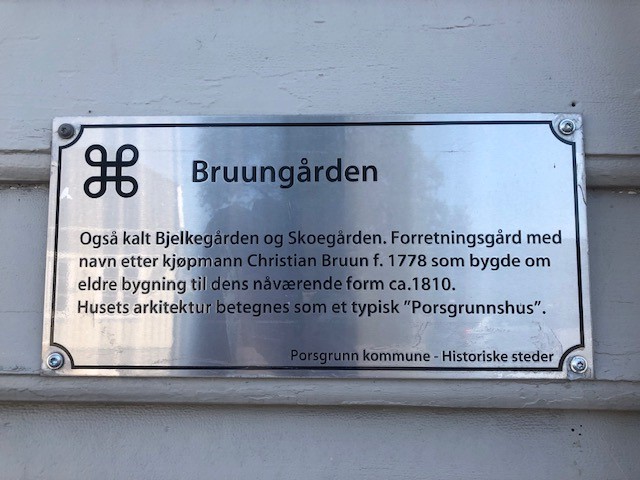 Bruungården
Også kalt Bjelkegården og Skoegården. Forretningsgård med
navn etter kjøpmann Christian Bruun f. 1778 som bygde om
eldre bygning til dens nåværende form ca.1810.
Husets arkitektur betegnes som et typisk ”Porsgrunnshus”.
Porsgrunn kommune - Historiske steder